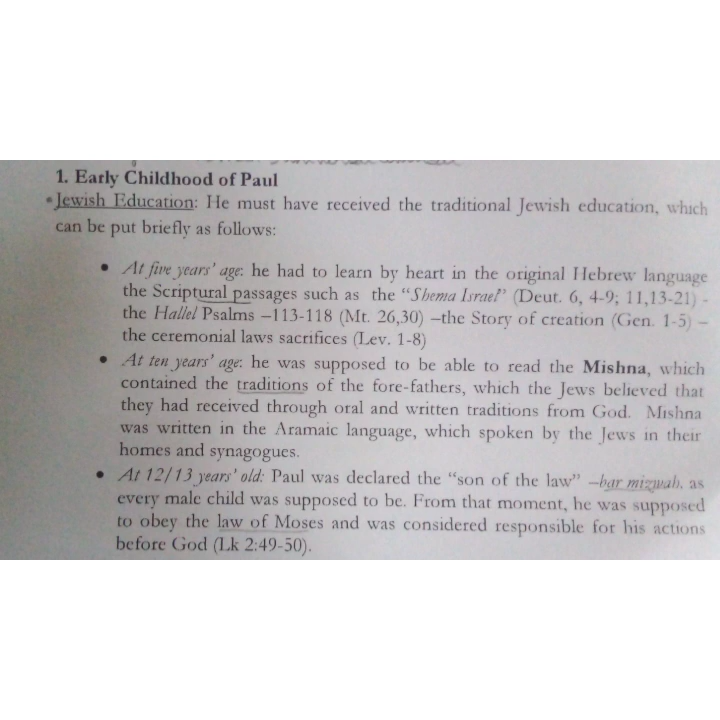 1. Early Childhood of Paul
Jewish Education: He must have received the traditional Jewish education, which
can be put briefly as follows:
• At five years' age: he had to learn by heart in the original Hebrew language
the Scriptural passages such as the “Shema Israel” (Deut. 6, 4-9; 11,13-21) -
the Hallel Psalms –113-118 (Mt. 26,30) –the Story of creation (Gen. 1-5) –
the ceremonial laws sacrifices (Lev. 1-8)
• At ten years' age: he was supposed to be able to read the Mishna, which
contained the traditions of the fore-fathers, which the Jews believed that
they had received through oral and written traditions from God. Mishna
was written in the Aramaic language, which spoken by the Jews in their
homes and synagogues.
• At 12/13 years' old: Paul was declared the “son of the law” –bar mizwah, as
every male child was supposed to be. From that moment, he was supposed
to obey the law of Moses and was considered responsible for his actions
before God (Lk 2:49-50).